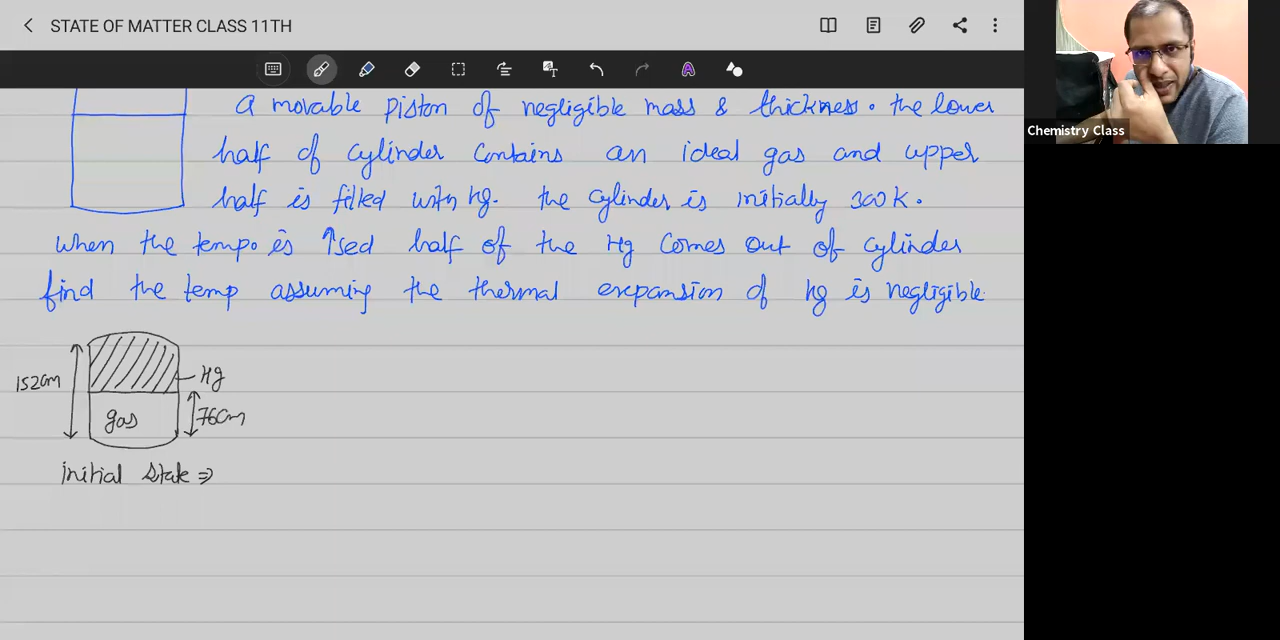 STATE OF MATTER CLASS 11TH
A movable piston of negligible mass & thickness. the lower
half of cylinder contains an ideal gas and upper
half is filled with hg. the cylinder is initially 300 K.
when the temp. is ↑sed half of the Hg comes out of cylinder
find the temp assuming the thermal expansion of hg is negligible.
152cm
Hg
gas
76cm
initial state ⇒
Chemistry Class